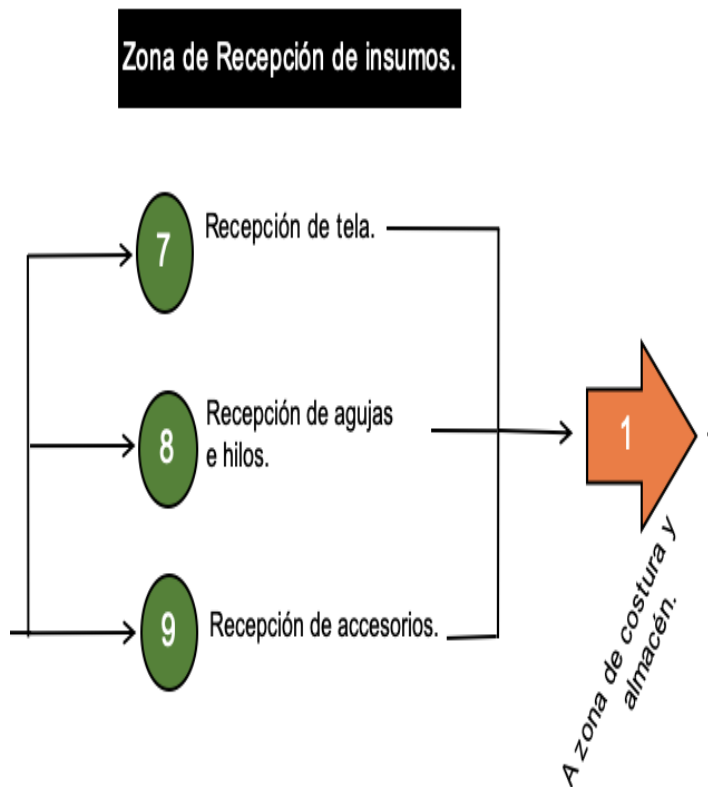 Zona de Recepción de insumos.
7
Recepción de tela.
8
Recepción de agujas
e hilos.
1
9
Recepción de accesorios.
A zona de costura y
almacén.